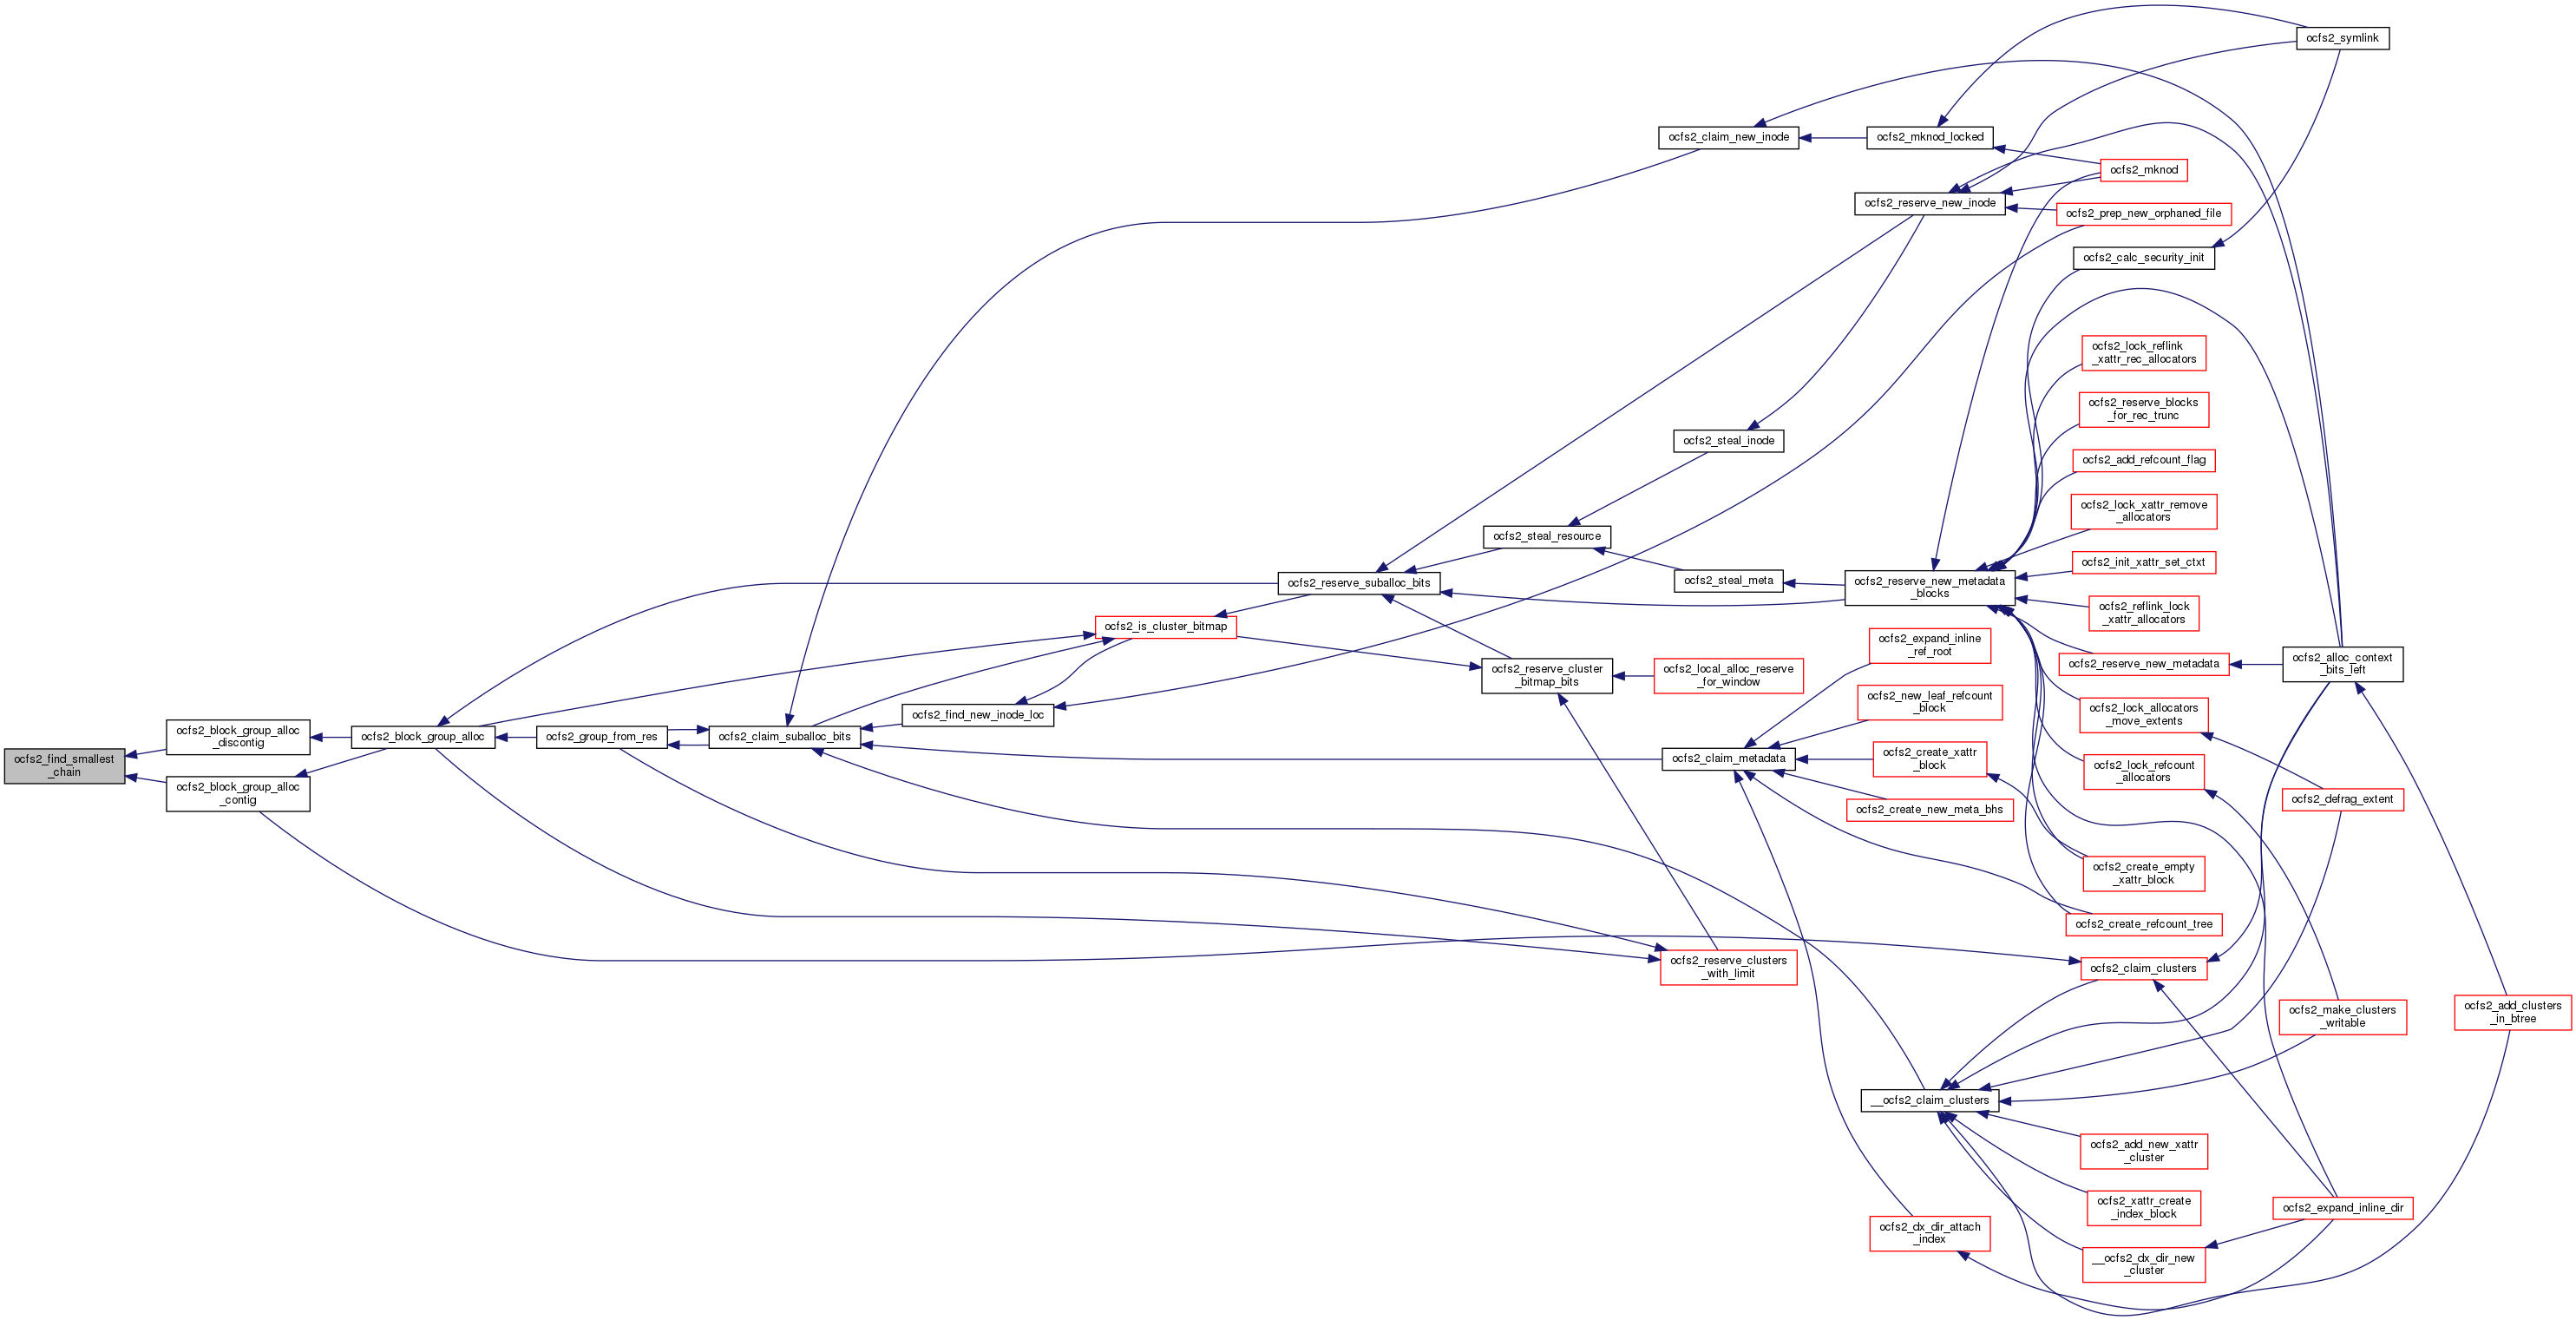 ocfs2_find_smallest
_chain
ocfs2_block_group_alloc
_discontig
ocfs2_block_group_alloc
_contig
ocfs2_block_group_alloc
ocfs2_group_from_res
ocfs2_claim_suballoc_bits
ocfs2_find_new_inode_loc
ocfs2_is_cluster_bitmap
ocfs2_reserve_suballoc_bits
ocfs2_steal_resource
ocfs2_reserve_cluster
_bitmap_bits
ocfs2_claim_new_inode
ocfs2_steal_inode
ocfs2_steal_meta
ocfs2_local_alloc_reserve
_for_window
ocfs2_claim_metadata
ocfs2_reserve_clusters
_with_limit
ocfs2_mknod_locked
ocfs2_reserve_new_inode
ocfs2_reserve_new_metadata
_blocks
ocfs2_expand_inline
_ref_root
ocfs2_new_leaf_refcount
_block
ocfs2_create_xattr
_block
ocfs2_create_new_meta_bhs
__ocfs2_claim_clusters
ocfs2_dx_dir_attach
_index
ocfs2_mknod
ocfs2_prep_new_orphaned_file
ocfs2_calc_security_init
ocfs2_lock_reflink
_xattr_rec_allocators
ocfs2_reserve_blocks
_for_rec_trunc
ocfs2_add_refcount_flag
ocfs2_lock_xattr_remove
_allocators
ocfs2_init_xattr_set_ctxt
ocfs2_reflink_lock
_xattr_allocators
ocfs2_reserve_new_metadata
ocfs2_lock_allocators
_move_extents
ocfs2_lock_refcount
_allocators
ocfs2_create_empty
_xattr_block
ocfs2_create_refcount_tree
ocfs2_claim_clusters
ocfs2_add_new_xattr
_cluster
ocfs2_xattr_create
_index_block
__ocfs2_dx_dir_new
_cluster
ocfs2_symlink
ocfs2_alloc_context
_bits_left
ocfs2_defrag_extent
ocfs2_make_clusters
_writable
ocfs2_expand_inline_dir
ocfs2_add_clusters
_in_btree